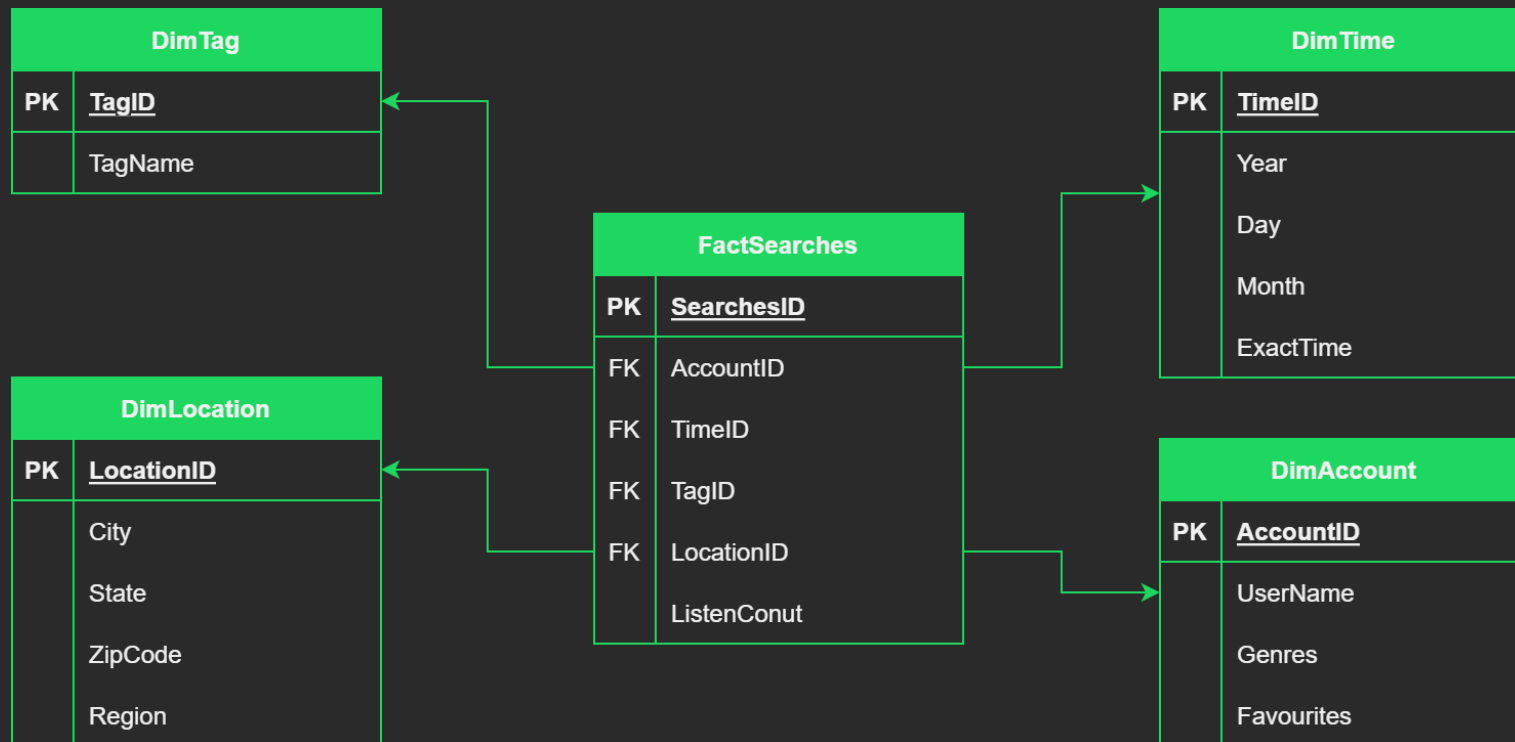 DimTag
PK TagID
TagName
DimTime
PK TimeID
Year
Day
Month
ExactTime
FactSearches
PK SearchesID
FK AccountID
FK TimeID
FK TagID
FK LocationID
ListenConut
DimLocation
PK LocationID
City
State
ZipCode
Region
DimAccount
PK AccountID
UserName
Genres
Favourites